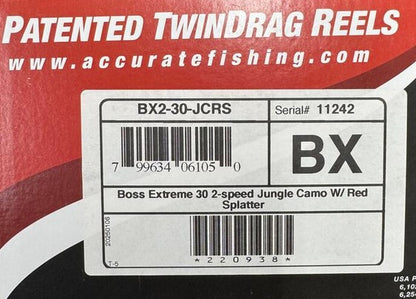 PATENTED TWINDRAG REELS
www.accuratefishing.com
BX2-30-JCRS
Serial# 11242
7 99634 06105 0
BX
Boss Extreme 30 2-speed Jungle Camo W/ Red
Splatter
20250106
*220938*
T-5
USA P
6,10
6,25